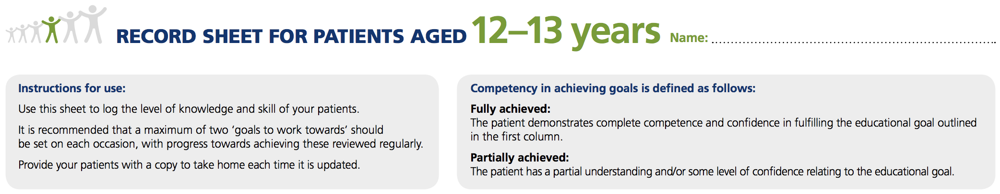 RECORD SHEET FOR PATIENTS AGED 12–13 years Name:
Instructions for use:
Use this sheet to log the level of knowledge and skill of your patients.
It is recommended that a maximum of two ‘goals to work towards’ should
be set on each occasion, with progress towards achieving these reviewed regularly.
Provide your patients with a copy to take home each time it is updated.
Competency in achieving goals is defined as follows:
Fully achieved:
The patient demonstrates complete competence and confidence in fulfilling the educational goal outlined
in the first column.
Partially achieved:
The patient has a partial understanding and/or some level of confidence relating to the educational goal.